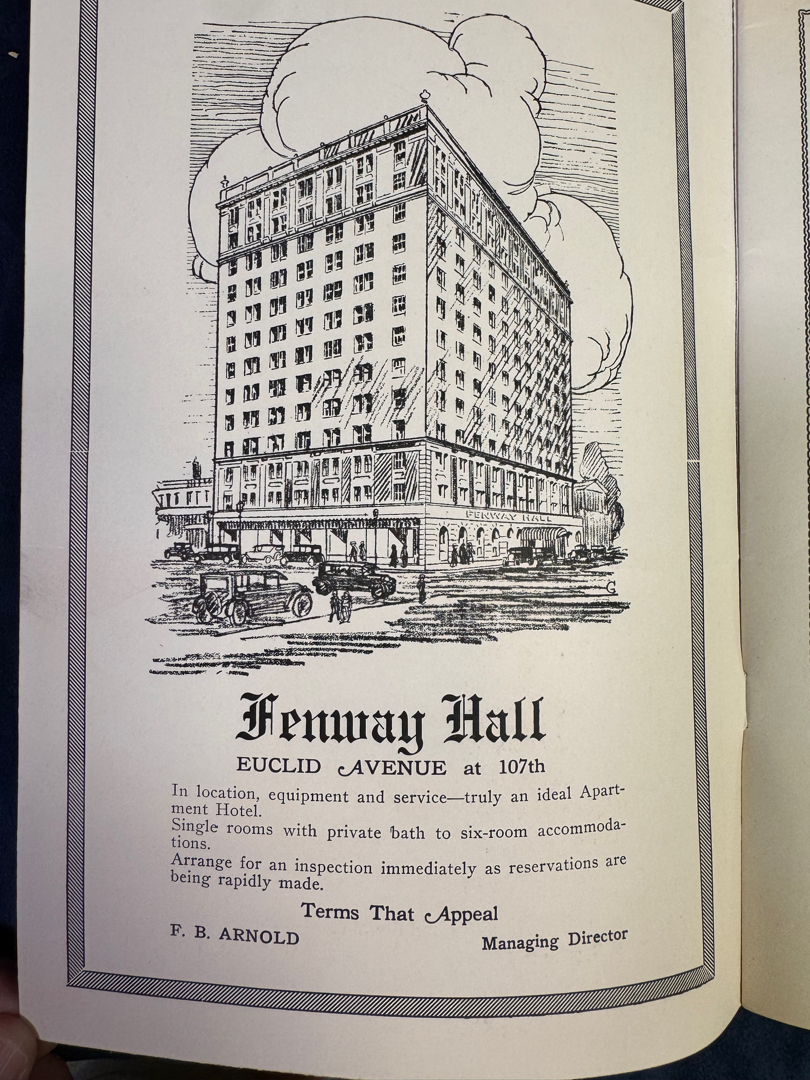 FENWAY HALL
G
Fenway Hall
EUCLID AVENUE at 107th
In location, equipment and service—truly an ideal Apart-
ment Hotel.
Single rooms with private bath to six-room accommoda-
tions.
Arrange for an inspection immediately as reservations are
being rapidly made.
Terms That Appeal
F. B. ARNOLD Managing Director